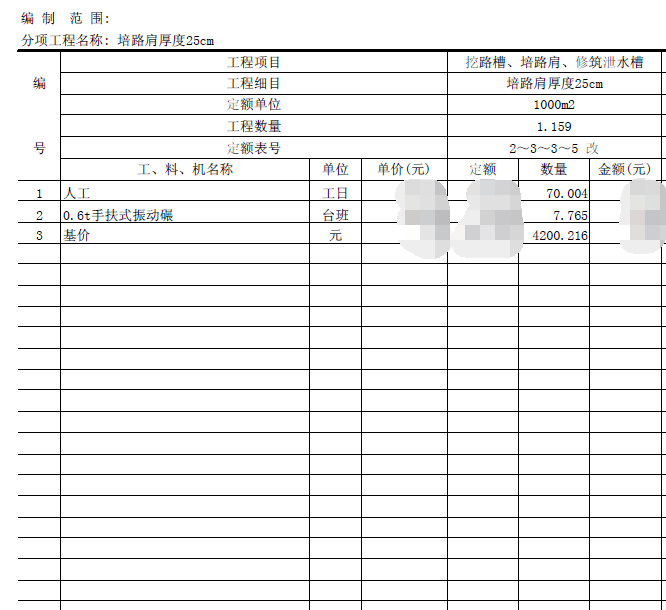 编 制 范 围:
分项工程名称: 培路肩厚度25cm
编号 工程项目 挖路槽、培路肩、修筑泄水槽
工程细目 培路肩厚度25cm
定额单位 1000m2
工程数量 1.159
定额表号 2～3～3～5 改
工、料、机名称 单位 单价(元) 定额 数量 金额(元)
1 人工 工日 70.004
2 0.6t手扶式振动碾 台班 7.765
3 基价 元 4200.216